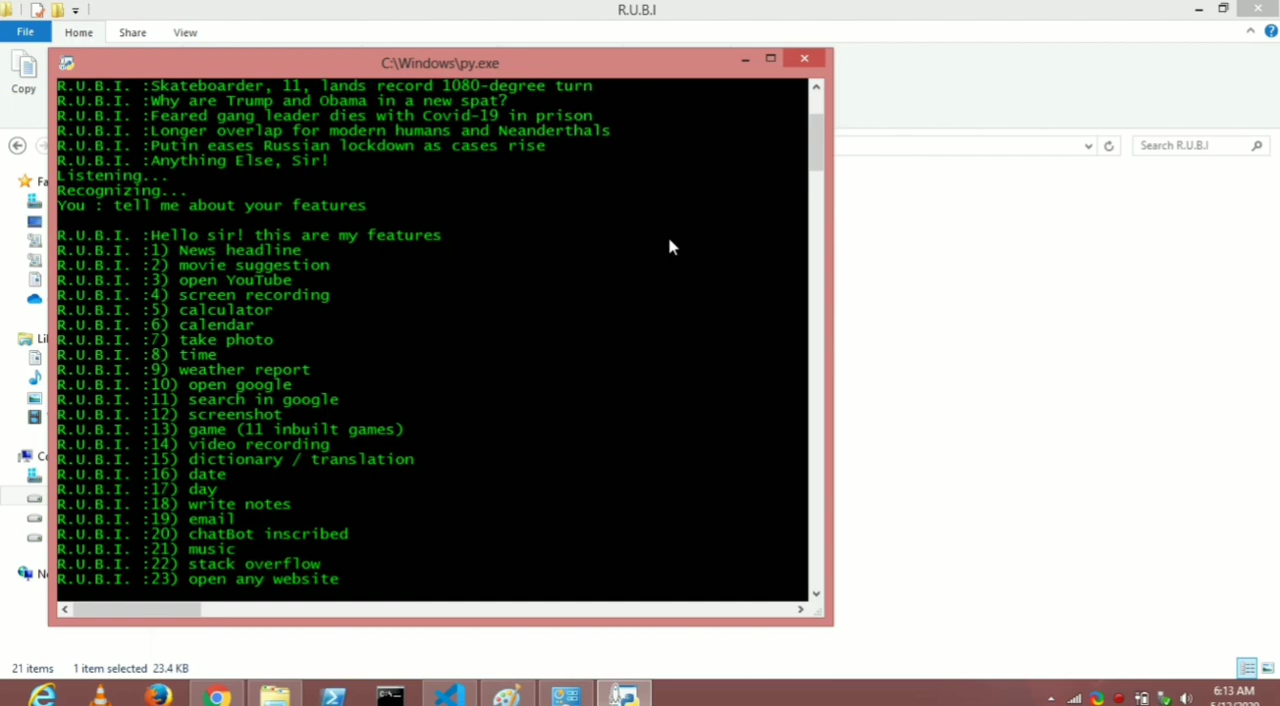 R.U.B.I
File
Home
Share
View
C:\Windows\py.exe
Copy
R.U.B.I. :Skateboarder, 11, lands record 1080-degree turn
R.U.B.I. :Why are Trump and Obama in a new spat?
R.U.B.I. :Feared gang leader dies with Covid-19 in prison
R.U.B.I. :Longer overlap for modern humans and Neanderthals
R.U.B.I. :Putin eases Russian lockdown as cases rise
Search R.U.B.I
R.U.B.I. :Anything Else, Sir!
Listening...
Recognizing...
You : tell me about your features
R.U.B.I. :Hello sir! this are my features
R.U.B.I. :1) News headline
R.U.B.I. :2) movie suggestion
R.U.B.I. :3) open YouTube
R.U.B.I. :4) screen recording
R.U.B.I. :5) calculator
R.U.B.I. :6) calendar
R.U.B.I. :7) take photo
R.U.B.I. :8) time
R.U.B.I. :9) weather report
R.U.B.I. :10) open google
R.U.B.I. :11) search in google
R.U.B.I. :12) screenshot
R.U.B.I. :13) game (11 inbuilt games)
R.U.B.I. :14) video recording
R.U.B.I. :15) dictionary / translation
R.U.B.I. :16) date
R.U.B.I. :17) day
R.U.B.I. :18) write notes
R.U.B.I. :19) email
R.U.B.I. :20) chatBot inscribed
R.U.B.I. :21) music
R.U.B.I. :22) stack overflow
R.U.B.I. :23) open any website
21 items
1 item selected 23.4 KB
6:13 AM